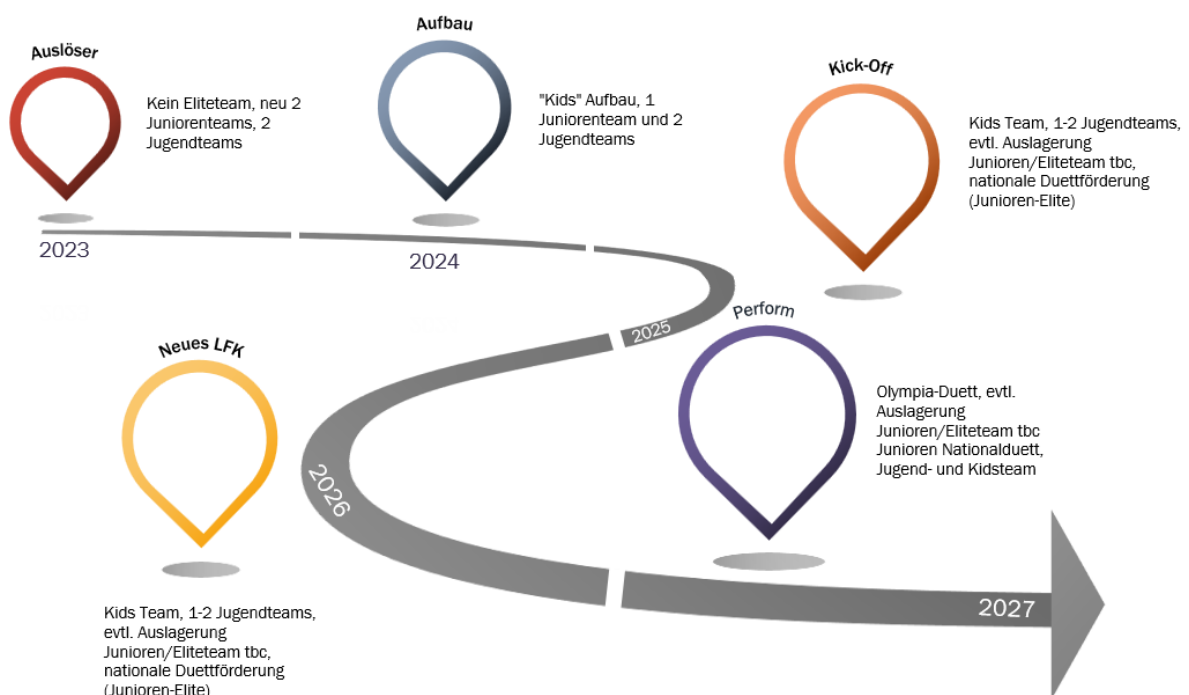 Auslöser
Kein Eliteteam, neu 2
Juniorenteams, 2
Jugendteams
2023
Aufbau
"Kids" Aufbau, 1
Juniorenteam und 2
Jugendteams
2024
Kick-Off
Kids Team, 1-2 Jugendteams,
evtl. Auslagerung
Junioren/Eliteteam tbc,
nationale Duettförderung
(Junioren-Elite)
2025
Neues LFK
Kids Team, 1-2 Jugendteams,
evtl. Auslagerung
Junioren/Eliteteam tbc,
nationale Duettförderung
(Junioren-Elite)
2026
Perform
Olympia-Duett, evtl.
Auslagerung
Junioren/Eliteteam tbc
Junioren Nationalduett,
Jugend- und Kidsteam
2027